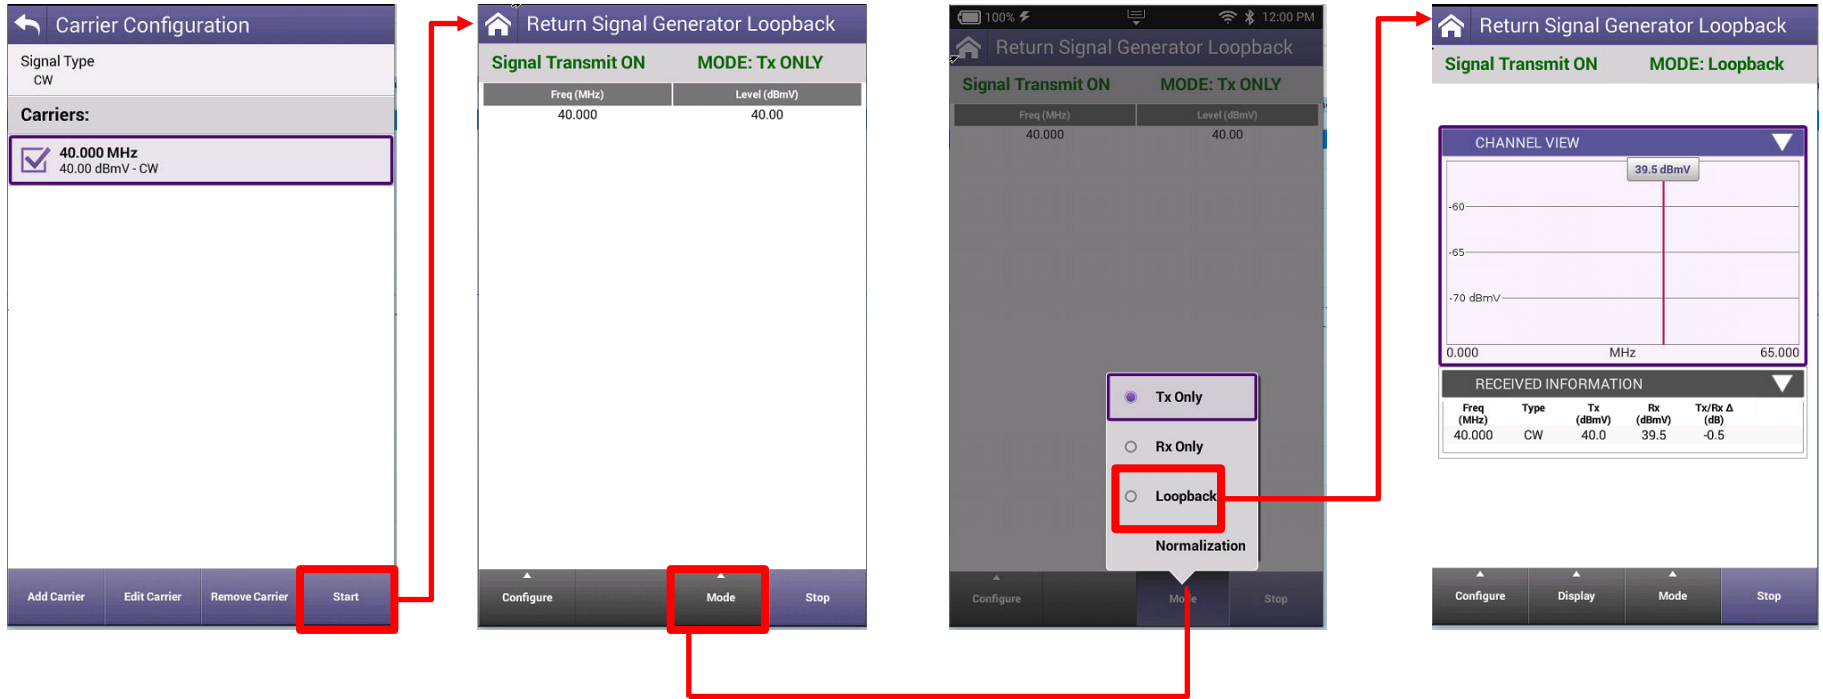 Carrier Configuration
Signal Type
CW
Carriers:
40.000 MHz
40.00 dBmV - CW
Add Carrier
Edit Carrier
Remove Carrier
Start
Return Signal Generator Loopback
Signal Transmit ON
MODE: Tx ONLY
Freq (MHz)
Level (dBmV)
40.000
40.00
Configure
Mode
Stop
100%
12:00 PM
Return Signal Generator Loopback
Signal Transmit ON
MODE: Tx ONLY
Freq (MHz)
Level (dBmV)
40.000
40.00
Tx Only
Rx Only
Loopback
Normalization
Configure
Mode
Stop
Return Signal Generator Loopback
Signal Transmit ON
MODE: Loopback
CHANNEL VIEW
39.5 dBmV
-60
-65
-70 dBmV
0.000
MHz
65.000
RECEIVED INFORMATION
Freq (MHz)
Type
Tx (dBmV)
Rx (dBmV)
Tx/Rx Δ (dB)
40.000
CW
40.0
39.5
-0.5
Configure
Display
Mode
Stop